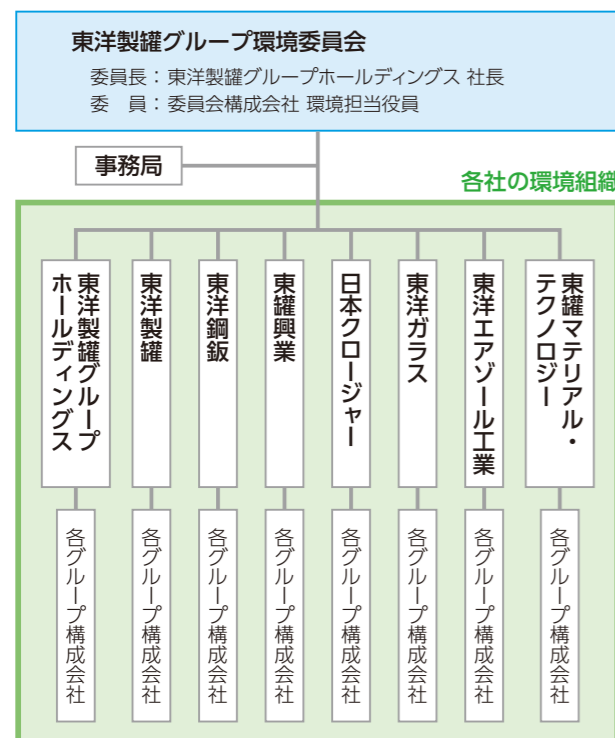 東洋製罐グループ環境委員会
委員長：東洋製罐グループホールディングス 社長
委　員：委員会構成会社 環境担当役員
事務局
各社の環境組織
東洋製罐グループ
ホールディングス
東洋製罐
東洋鋼鈑
東罐興業
日本クロージャー
東洋ガラス
東洋エアゾール工業
東罐マテリアル・
テクノロジー
各グループ構成会社
各グループ構成会社
各グループ構成会社
各グループ構成会社
各グループ構成会社
各グループ構成会社
各グループ構成会社
各グループ構成会社